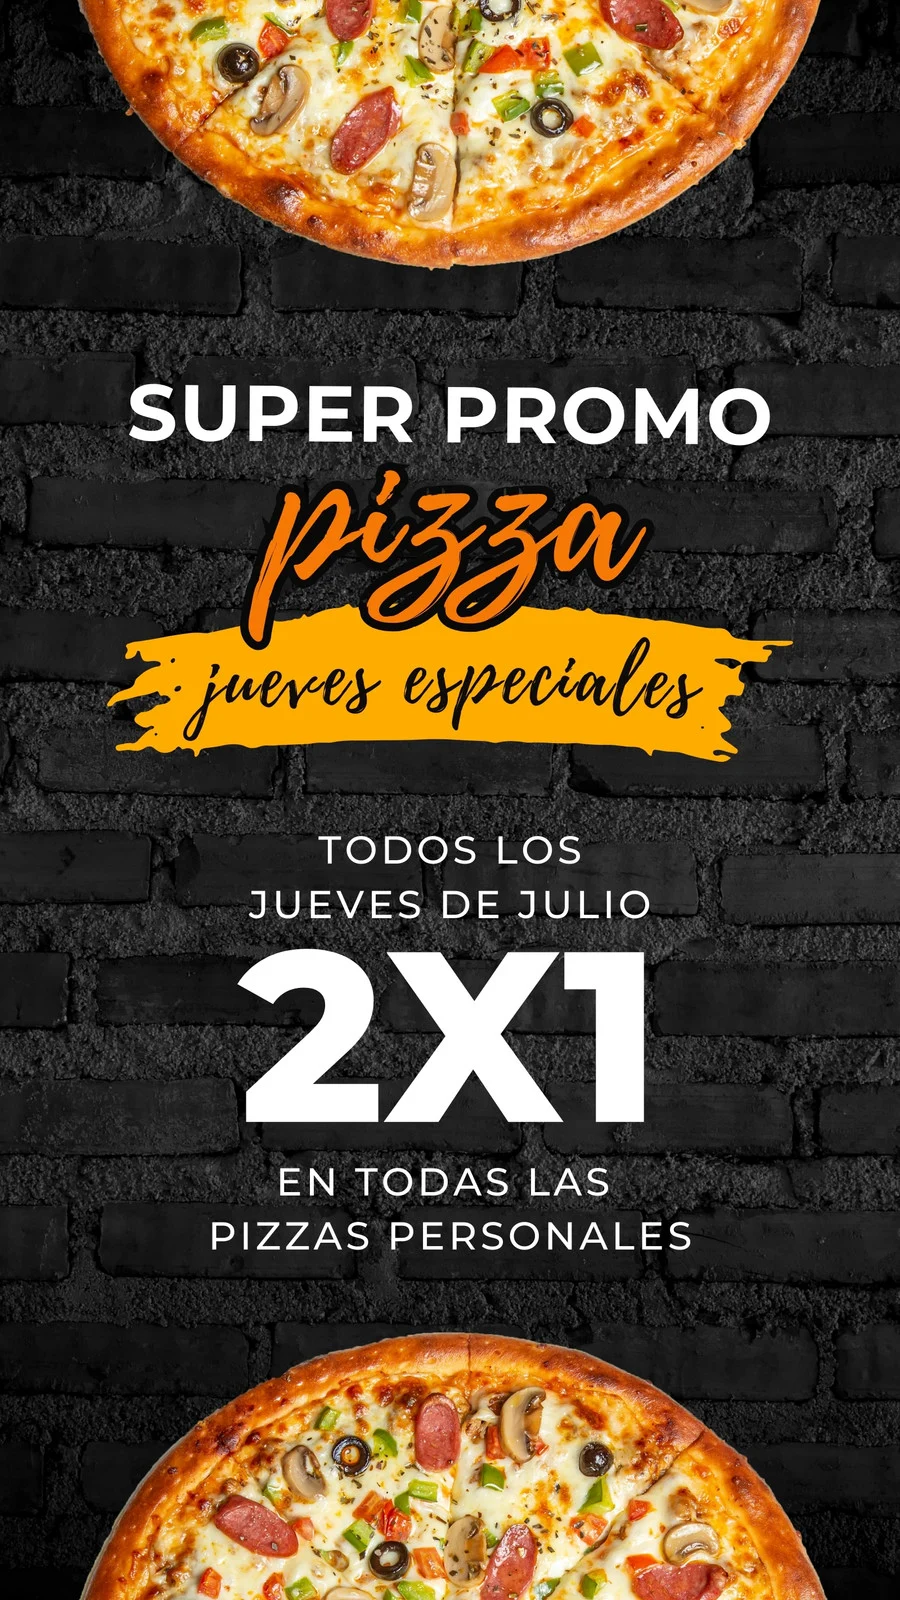 SUPER PROMO
pizza
jueves especiales
TODOS LOS
JUEVES DE JULIO
2X1
EN TODAS LAS
PIZZAS PERSONALES